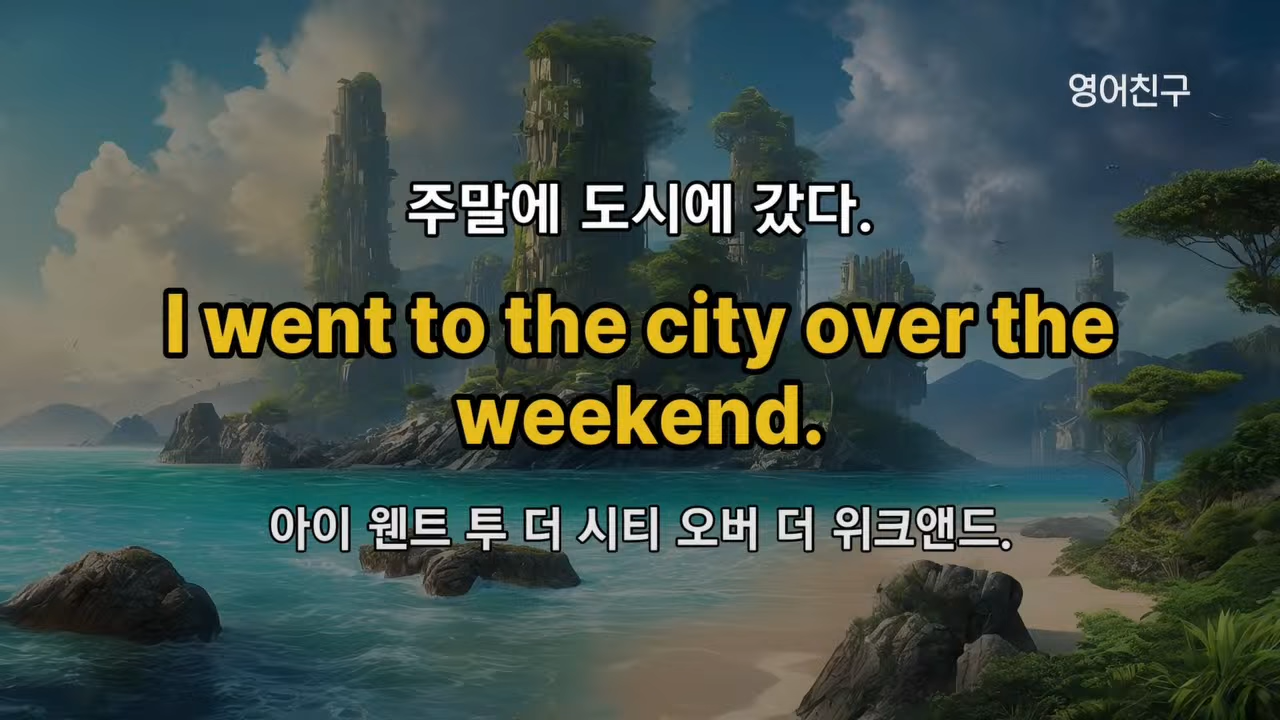 영어친구
주말에 도시에 갔다.
I went to the city over the
weekend.
아이 웬트 투 더 시티 오버 더 위크앤드.